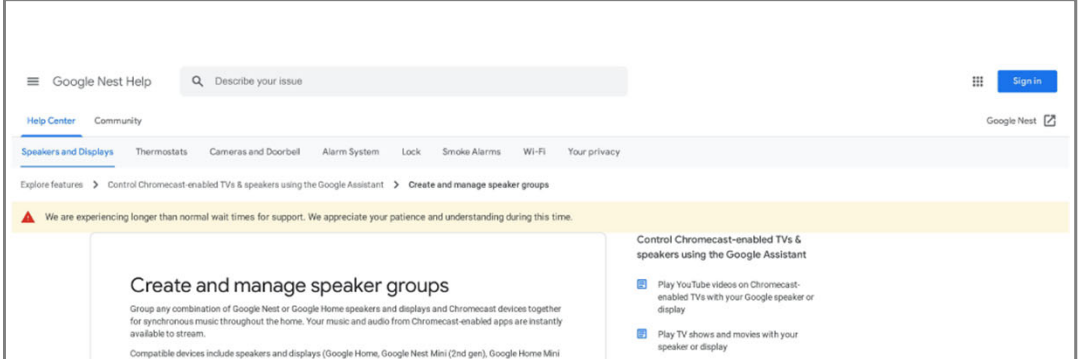 Google Nest Help
Describe your issue
Sign in
Help Center Community
Google Nest
Speakers and Displays Thermostats Cameras and Doorbell Alarm System Lock Smoke Alarms Wi-Fi Your privacy
Explore features > Control Chromecast-enabled TVs & speakers using the Google Assistant > Create and manage speaker groups
We are experiencing longer than normal wait times for support. We appreciate your patience and understanding during this time.
Create and manage speaker groups
Group any combination of Google Nest or Google Home speakers and displays and Chromecast devices together
for synchronous music throughout the home. Your music and audio from Chromecast-enabled apps are instantly
available to stream.
Compatible devices include speakers and displays (Google Home, Google Nest Mini (2nd gen), Google Home Mini
Control Chromecast-enabled TVs &
speakers using the Google Assistant
Play YouTube videos on Chromecast-
enabled TVs with your Google speaker or
display
Play TV shows and movies with your
speaker or display